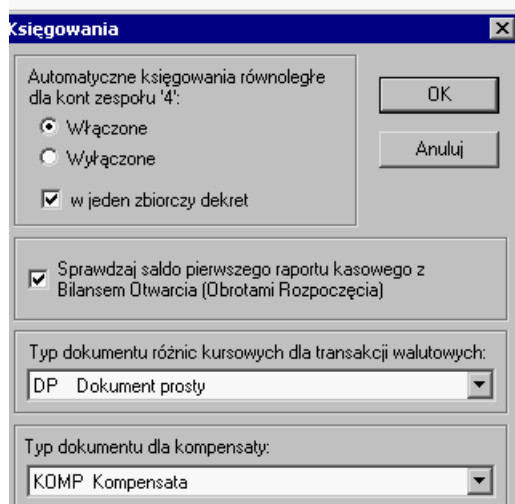 Księgowania
Automatyczne księgowania równoległe
dla kont zespołu '4':
Włączone
Wyłączone
w jeden zbiorczy dekret
OK
Anuluj
Sprawdzaj saldo pierwszego raportu kasowego z
Bilansem Otwarcia (Obrotami Rozpoczęcia)
Typ dokumentu różnic kursowych dla transakcji walutowych:
DP Dokument prosty
Typ dokumentu dla kompensaty:
KOMP Kompensata